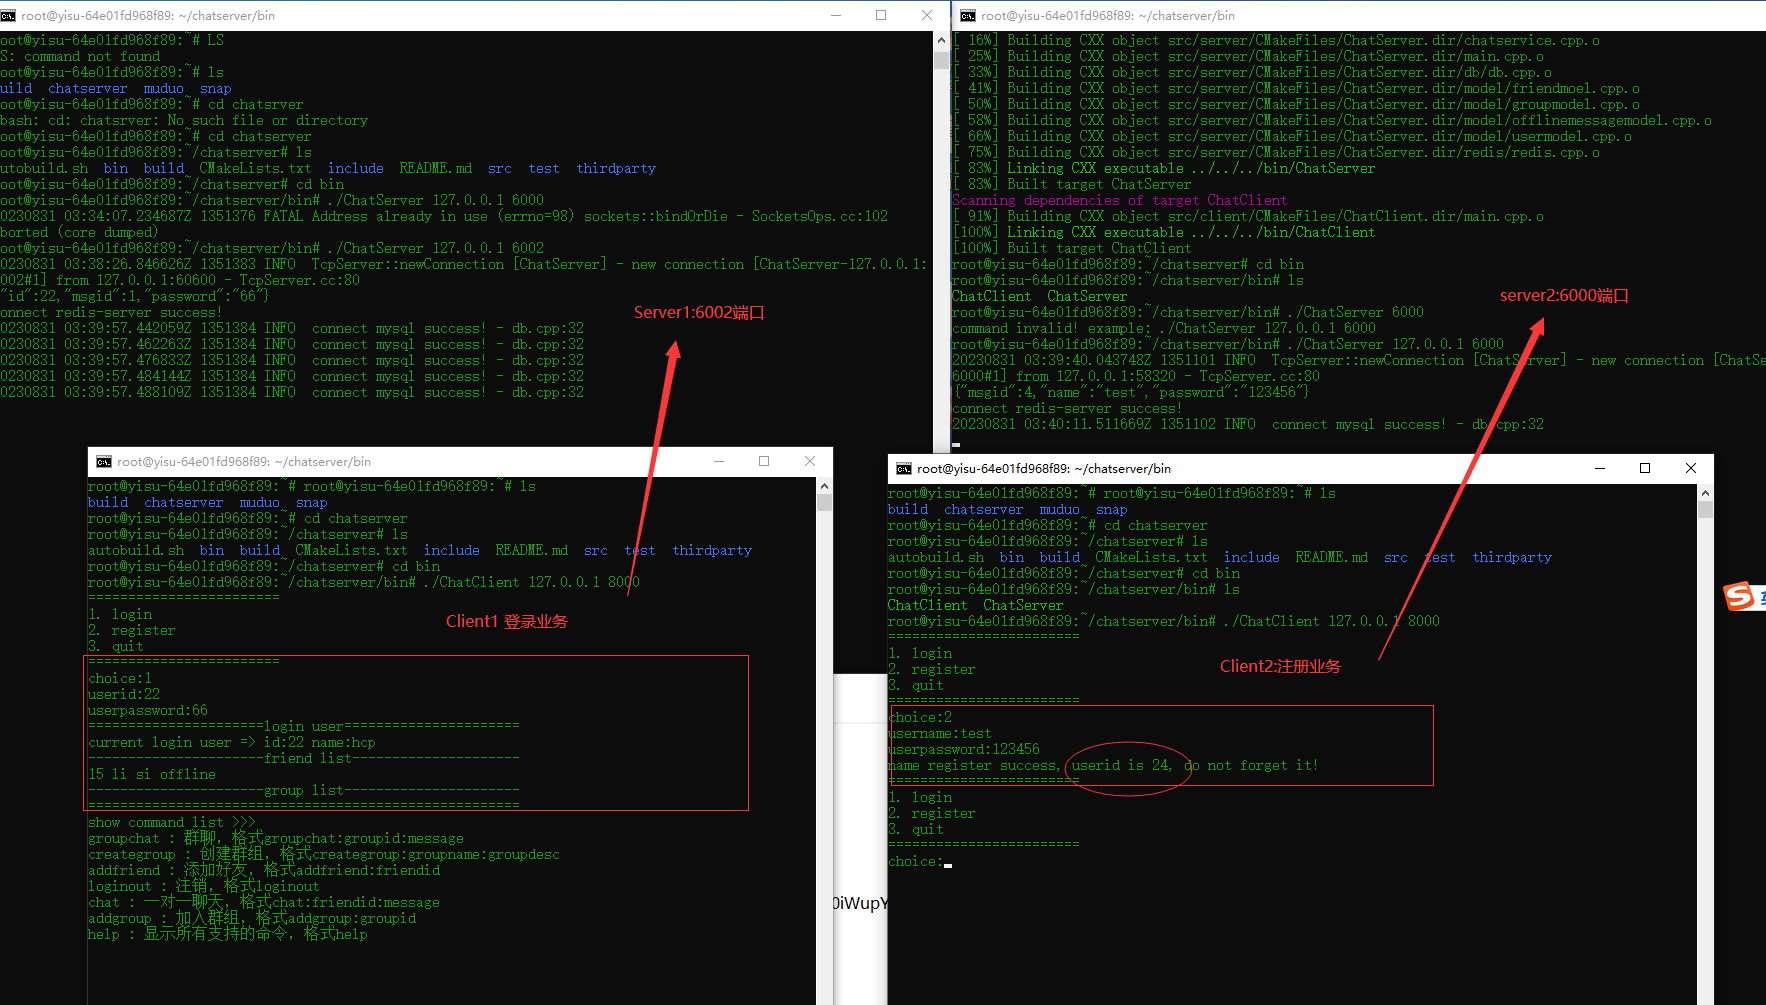 root@yisu-64e01fd968f89: ~/chatserver/bin
oot@yisu-64e01fd968f89:~# LS
S: command not found
oot@yisu-64e01fd968f89:~# ls
uild  chatserver  muduo  snap
oot@yisu-64e01fd968f89:~# cd chatsrver
bash: cd: chatsrver: No such file or directory
oot@yisu-64e01fd968f89:~# cd chatserver
oot@yisu-64e01fd968f89:~/chatserver# ls
utobuild.sh  bin  build  CMakeLists.txt  include  README.md  src  test  thirdparty
oot@yisu-64e01fd968f89:~/chatserver# cd bin
oot@yisu-64e01fd968f89:~/chatserver/bin# ./ChatServer 127.0.0.1 6000
0230831 03:34:07.234687Z 1351376 FATAL Address already in use (errno=98) sockets::bindOrDie - SocketsOps.cc:102
borted (core dumped)
oot@yisu-64e01fd968f89:~/chatserver/bin# ./ChatServer 127.0.0.1 6002
0230831 03:38:26.846626Z 1351383 INFO  TcpServer::newConnection [ChatServer] - new connection [ChatServer-127.0.0.1:
002#1] from 127.0.0.1:60600 - TcpServer.cc:80
"id":22,"msgid":1,"password":"66"}
onnect redis-server success!
0230831 03:39:57.442059Z 1351384 INFO  connect mysql success! - db.cpp:32
0230831 03:39:57.462263Z 1351384 INFO  connect mysql success! - db.cpp:32
0230831 03:39:57.476833Z 1351384 INFO  connect mysql success! - db.cpp:32
0230831 03:39:57.484144Z 1351384 INFO  connect mysql success! - db.cpp:32
0230831 03:39:57.488109Z 1351384 INFO  connect mysql success! - db.cpp:32
Server1:6002端口
root@yisu-64e01fd968f89: ~/chatserver/bin
[ 16%] Building CXX object src/server/CMakeFiles/ChatServer.dir/chatservice.cpp.o
[ 25%] Building CXX object src/server/CMakeFiles/ChatServer.dir/main.cpp.o
[ 33%] Building CXX object src/server/CMakeFiles/ChatServer.dir/db/db.cpp.o
[ 41%] Building CXX object src/server/CMakeFiles/ChatServer.dir/model/friendmoel.cpp.o
[ 50%] Building CXX object src/server/CMakeFiles/ChatServer.dir/model/groupmodel.cpp.o
[ 58%] Building CXX object src/server/CMakeFiles/ChatServer.dir/model/offlinemessagemodel.cpp.o
[ 66%] Building CXX object src/server/CMakeFiles/ChatServer.dir/model/usermodel.cpp.o
[ 75%] Building CXX object src/server/CMakeFiles/ChatServer.dir/redis/redis.cpp.o
[ 83%] Linking CXX executable ../../../bin/ChatServer
[ 83%] Built target ChatServer
Scanning dependencies of target ChatClient
[ 91%] Building CXX object src/client/CMakeFiles/ChatClient.dir/main.cpp.o
[100%] Linking CXX executable ../../../bin/ChatClient
[100%] Built target ChatClient
root@yisu-64e01fd968f89:~/chatserver# cd bin
root@yisu-64e01fd968f89:~/chatserver/bin# ls
ChatClient  ChatServer
root@yisu-64e01fd968f89:~/chatserver/bin# ./ChatServer 6000
command invalid! example: ./ChatServer 127.0.0.1 6000
root@yisu-64e01fd968f89:~/chatserver/bin# ./ChatServer 127.0.0.1 6000
20230831 03:39:40.043748Z 1351101 INFO  TcpServer::newConnection [ChatServer] - new connection [ChatSe
6000#1] from 127.0.0.1:58320 - TcpServer.cc:80
{"msgid":4,"name":"test","password":"123456"}
connect redis-server success!
20230831 03:40:11.511669Z 1351102 INFO  connect mysql success! - db.cpp:32
server2:6000端口
root@yisu-64e01fd968f89: ~/chatserver/bin
root@yisu-64e01fd968f89:~# root@yisu-64e01fd968f89:~# ls
build  chatserver  muduo  snap
root@yisu-64e01fd968f89:~# cd chatserver
root@yisu-64e01fd968f89:~/chatserver# ls
autobuild.sh  bin  build  CMakeLists.txt  include  README.md  src  test  thirdparty
root@yisu-64e01fd968f89:~/chatserver# cd bin
root@yisu-64e01fd968f89:~/chatserver/bin# ./ChatClient 127.0.0.1 8000
========================
1. login
2. register
3. quit
========================
choice:1
userid:22
userpassword:66
======================login user======================
current login user => id:22 name:hcp
----------------------friend list---------------------
15 li si offline
----------------------group list----------------------
======================================================
show command list >>>
groupchat : 群聊，格式groupchat:groupid:message
creategroup : 创建群组，格式creategroup:groupname:groupdesc
addfriend : 添加好友，格式addfriend:friendid
loginout : 注销，格式loginout
chat : 一对一聊天，格式chat:friendid:message
addgroup : 加入群组，格式addgroup:groupid
help : 显示所有支持的命令，格式help
Client1 登录业务
0iWupY
root@yisu-64e01fd968f89: ~/chatserver/bin
root@yisu-64e01fd968f89:~# root@yisu-64e01fd968f89:~# ls
build  chatserver  muduo  snap
root@yisu-64e01fd968f89:~# cd chatserver
root@yisu-64e01fd968f89:~/chatserver# ls
autobuild.sh  bin  build  CMakeLists.txt  include  README.md  src  test  thirdparty
root@yisu-64e01fd968f89:~/chatserver# cd bin
root@yisu-64e01fd968f89:~/chatserver/bin# ls
ChatClient  ChatServer
root@yisu-64e01fd968f89:~/chatserver/bin# ./ChatClient 127.0.0.1 8000
========================
1. login
2. register
3. quit
========================
choice:2
username:test
userpassword:123456
name register success, userid is 24, do not forget it!
========================
1. login
2. register
3. quit
========================
choice:
Client2:注册业务